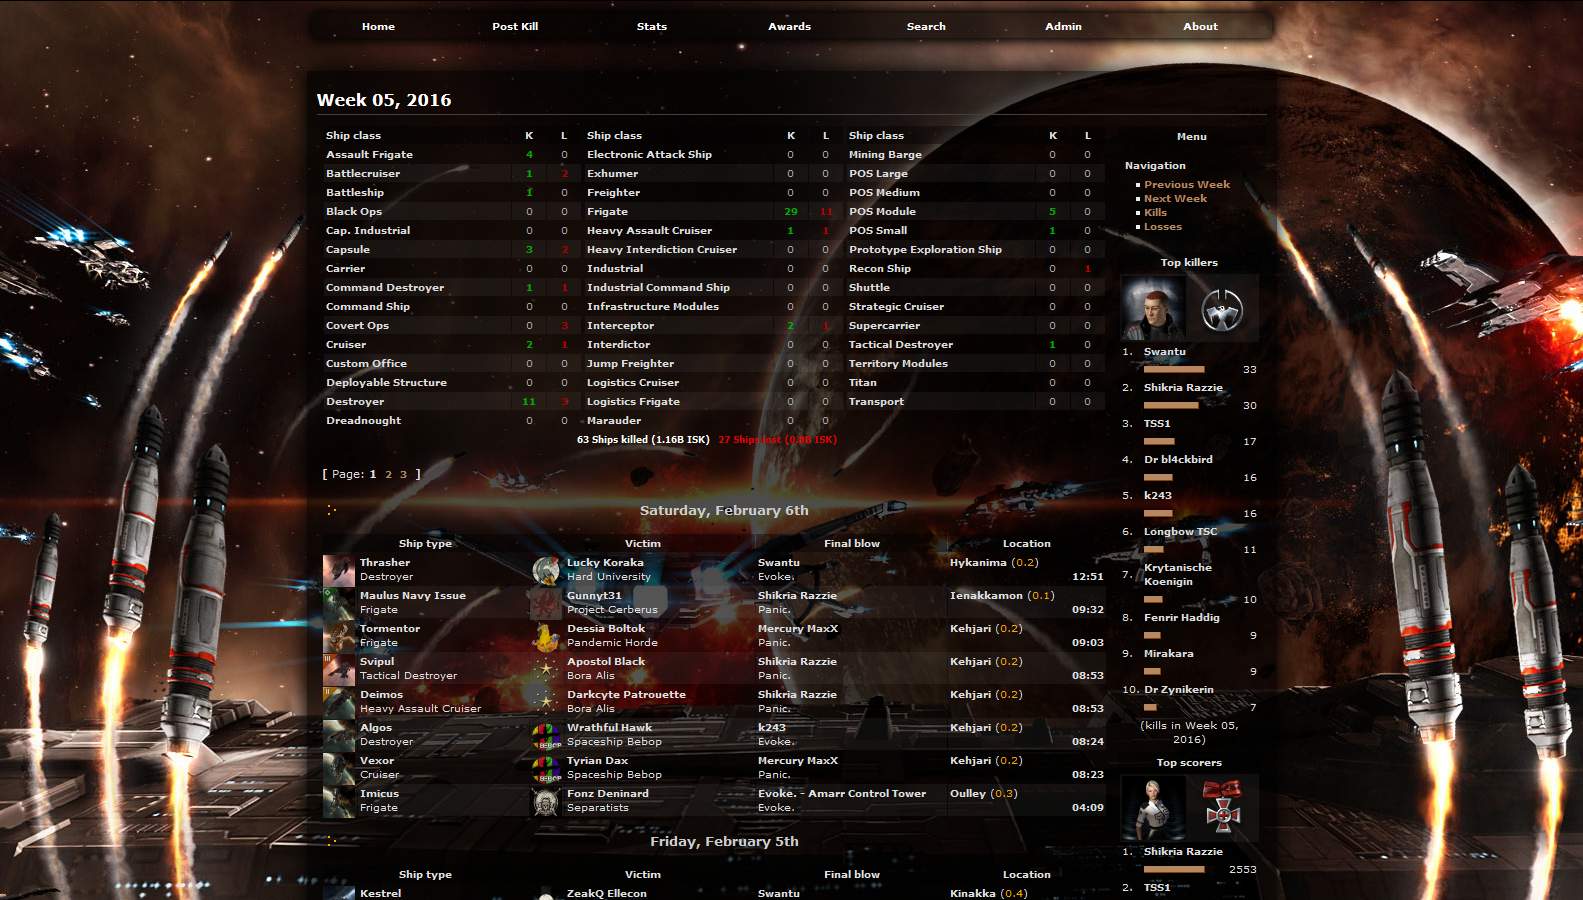 Home Post Kill Stats Awards Search Admin About
Week 05, 2016
Ship class K L Ship class K L Ship class K L
Assault Frigate 4 0 Electronic Attack Ship 0 0 Mining Barge 0 0
Battlecruiser 1 2 Exhumer 0 0 POS Large 0 0
Battleship 1 0 Freighter 0 0 POS Medium 0 0
Black Ops 0 0 Frigate 29 11 POS Module 5 0
Cap. Industrial 0 0 Heavy Assault Cruiser 1 1 POS Small 1 0
Capsule 3 2 Heavy Interdiction Cruiser 0 0 Prototype Exploration Ship 0 0
Carrier 0 0 Industrial 0 0 Recon Ship 0 1
Command Destroyer 1 1 Industrial Command Ship 0 0 Shuttle 0 0
Command Ship 0 0 Infrastructure Modules 0 0 Strategic Cruiser 0 0
Covert Ops 0 3 Interceptor 2 1 Supercarrier 0 0
Cruiser 2 1 Interdictor 0 0 Tactical Destroyer 1 0
Custom Office 0 0 Jump Freighter 0 0 Territory Modules 0 0
Deployable Structure 0 0 Logistics Cruiser 0 0 Titan 0 0
Destroyer 11 3 Logistics Frigate 0 0 Transport 0 0
Dreadnought 0 0 Marauder 0 0
63 Ships killed (1.16B ISK) 27 Ships lost (0.8B ISK)
[ Page: 1 2 3 ]
Saturday, February 6th
Ship type Victim Final blow Location
Thrasher Lucky Koraka Swantu Hykanima (0.2)
Destroyer Hard University Evoke. 12:51
Maulus Navy Issue Gunnyt31 Shikria Razzie Ienakkamon (0.1)
Frigate Project Cerberus Panic. 09:32
Tormentor Dessia Boltok Mercury MaxX Kehjari (0.2)
Frigate Pandemic Horde Panic. 09:03
Svipul Apostol Black Shikria Razzie Kehjari (0.2)
Tactical Destroyer Bora Alis Panic. 08:53
Deimos Darkcyte Patrouette Shikria Razzie Kehjari (0.2)
Heavy Assault Cruiser Bora Alis Panic. 08:53
Algos Wrathful Hawk k243 Kehjari (0.2)
Destroyer BEBOP Spaceship Bebop Evoke. 08:24
Vexor Tyrian Dax Mercury MaxX Kehjari (0.2)
Cruiser BEBOP Spaceship Bebop Panic. 08:23
Imicus Fonz Deninard Evoke. - Amarr Control Tower Oulley (0.3)
Frigate Separatists Evoke. 04:09
Friday, February 5th
Ship type Victim Final blow Location
Kestrel ZeakQ Ellecon Swantu Kinakka (0.4)
Menu
Navigation
Previous Week
Next Week
Kills
Losses
Top killers
1. Swantu
33
2. Shikria Razzie
30
3. TSS1
17
4. Dr bl4ckbird
16
5. k243
16
6. Longbow TSC
11
7. Krytanische Koenigin
10
8. Fenrir Haddig
9
9. Mirakara
9
10. Dr Zynikerin
7
(kills in Week 05,
2016)
Top scorers
1. Shikria Razzie
2553
2. TSS1